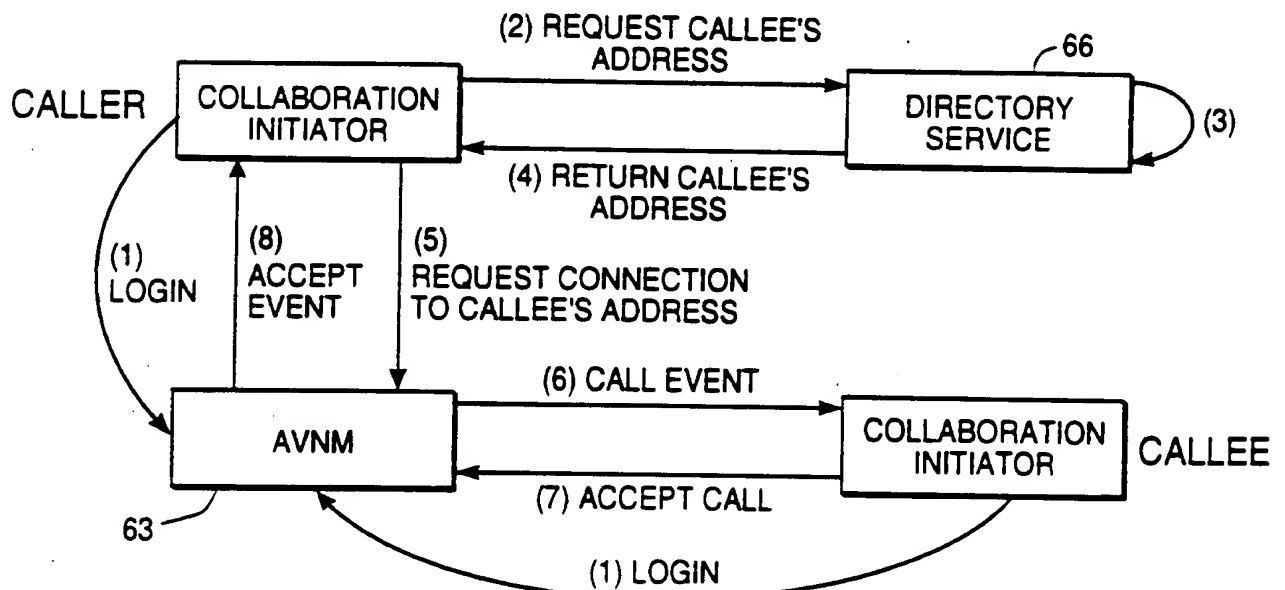 (2) REQUEST CALLEE'S
ADDRESS
66
CALLER
COLLABORATION
INITIATOR
DIRECTORY
SERVICE
(3)
(4) RETURN CALLEE'S
ADDRESS
(1)
LOGIN
(8)
ACCEPT
EVENT
(5)
REQUEST CONNECTION
TO CALLEE'S ADDRESS
(6) CALL EVENT
AVNM
COLLABORATION
INITIATOR
CALLEE
(7) ACCEPT CALL
63
(1) LOGIN